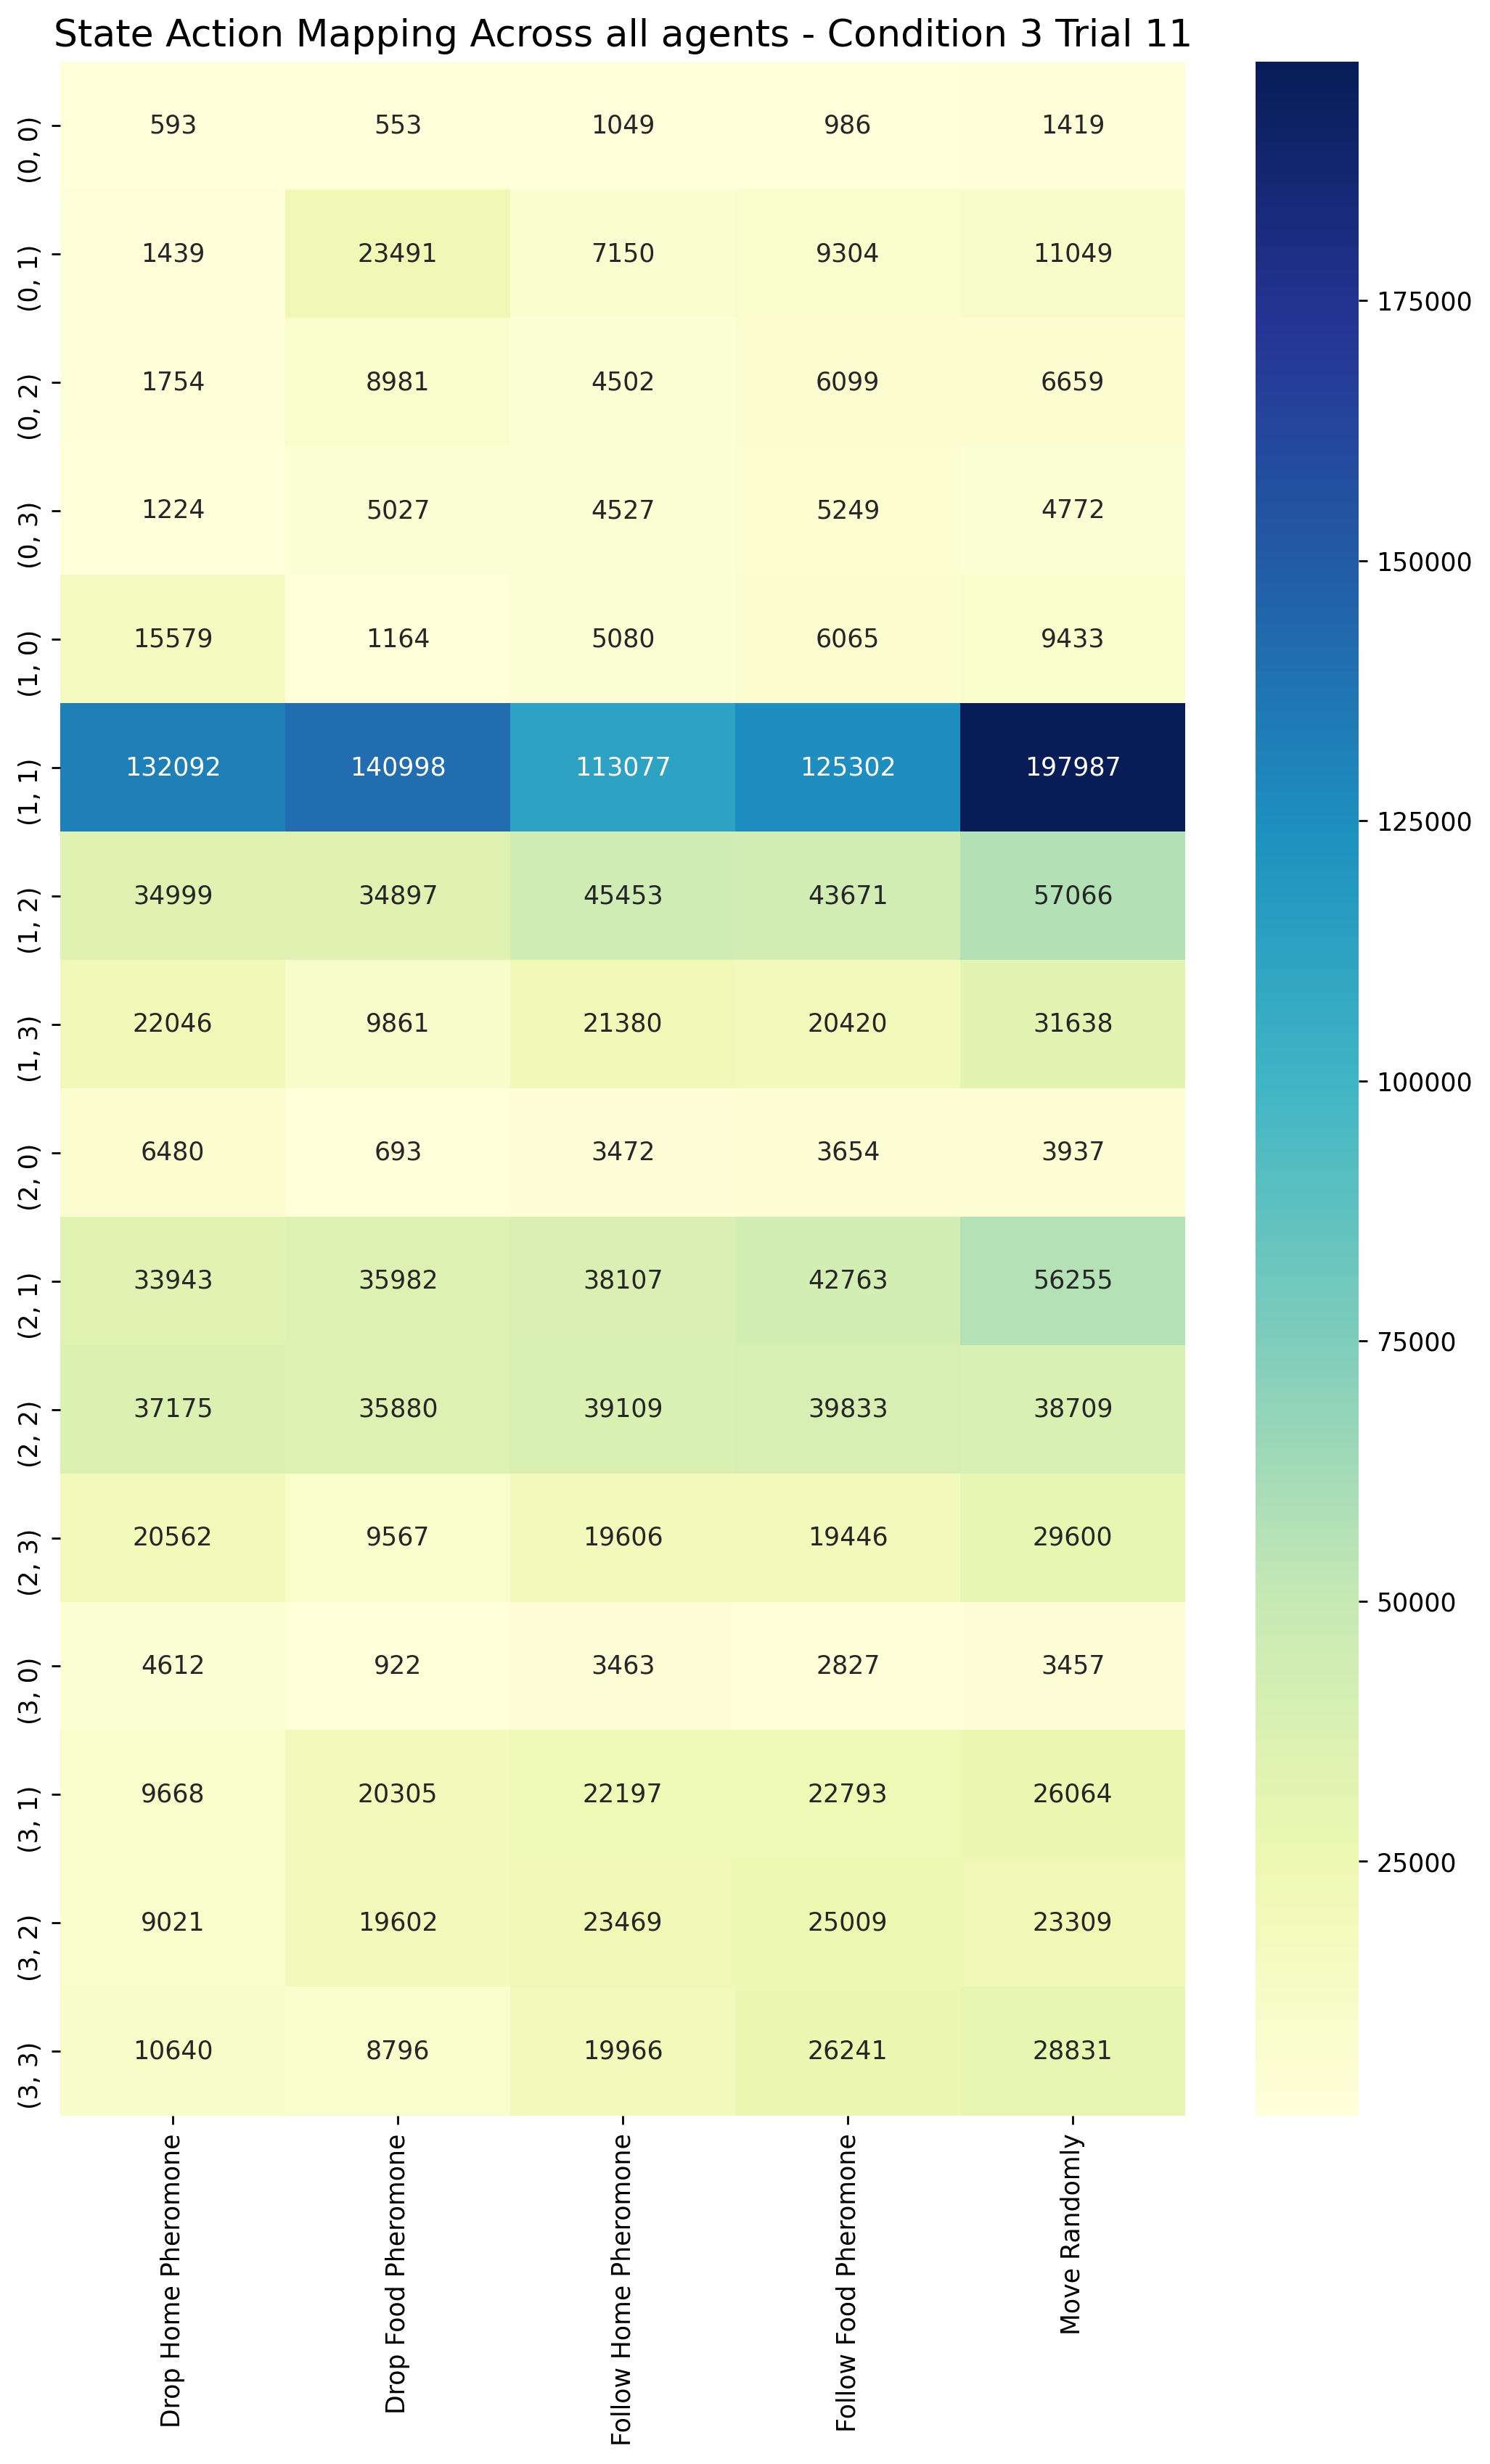 State Action Mapping Across all agents - Condition 3 Trial 11
(0, 0) 593 553 1049 986 1419
(0, 1) 1439 23491 7150 9304 11049
(0, 2) 1754 8981 4502 6099 6659
(0, 3) 1224 5027 4527 5249 4772
(1, 0) 15579 1164 5080 6065 9433
(1, 1) 132092 140998 113077 125302 197987
(1, 2) 34999 34897 45453 43671 57066
(1, 3) 22046 9861 21380 20420 31638
(2, 0) 6480 693 3472 3654 3937
(2, 1) 33943 35982 38107 42763 56255
(2, 2) 37175 35880 39109 39833 38709
(2, 3) 20562 9567 19606 19446 29600
(3, 0) 4612 922 3463 2827 3457
(3, 1) 9668 20305 22197 22793 26064
(3, 2) 9021 19602 23469 25009 23309
(3, 3) 10640 8796 19966 26241 28831
Drop Home Pheromone
Drop Food Pheromone
Follow Home Pheromone
Follow Food Pheromone
Move Randomly
175000
150000
125000
100000
75000
50000
25000